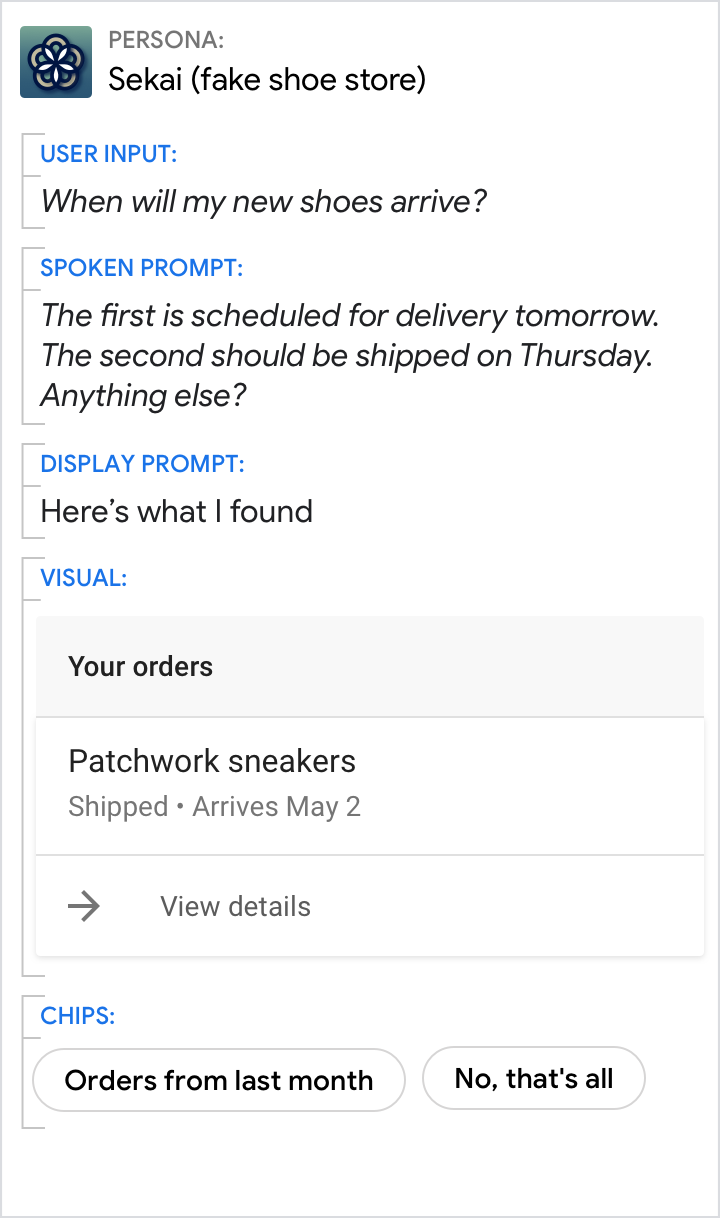 PERSONA:
Sekai (fake shoe store)
USER INPUT:
When will my new shoes arrive?
SPOKEN PROMPT:
The first is scheduled for delivery tomorrow.
The second should be shipped on Thursday.
Anything else?
DISPLAY PROMPT:
Here’s what I found
VISUAL:
Your orders
Patchwork sneakers
Shipped • Arrives May 2
View details
CHIPS:
Orders from last month
No, that's all